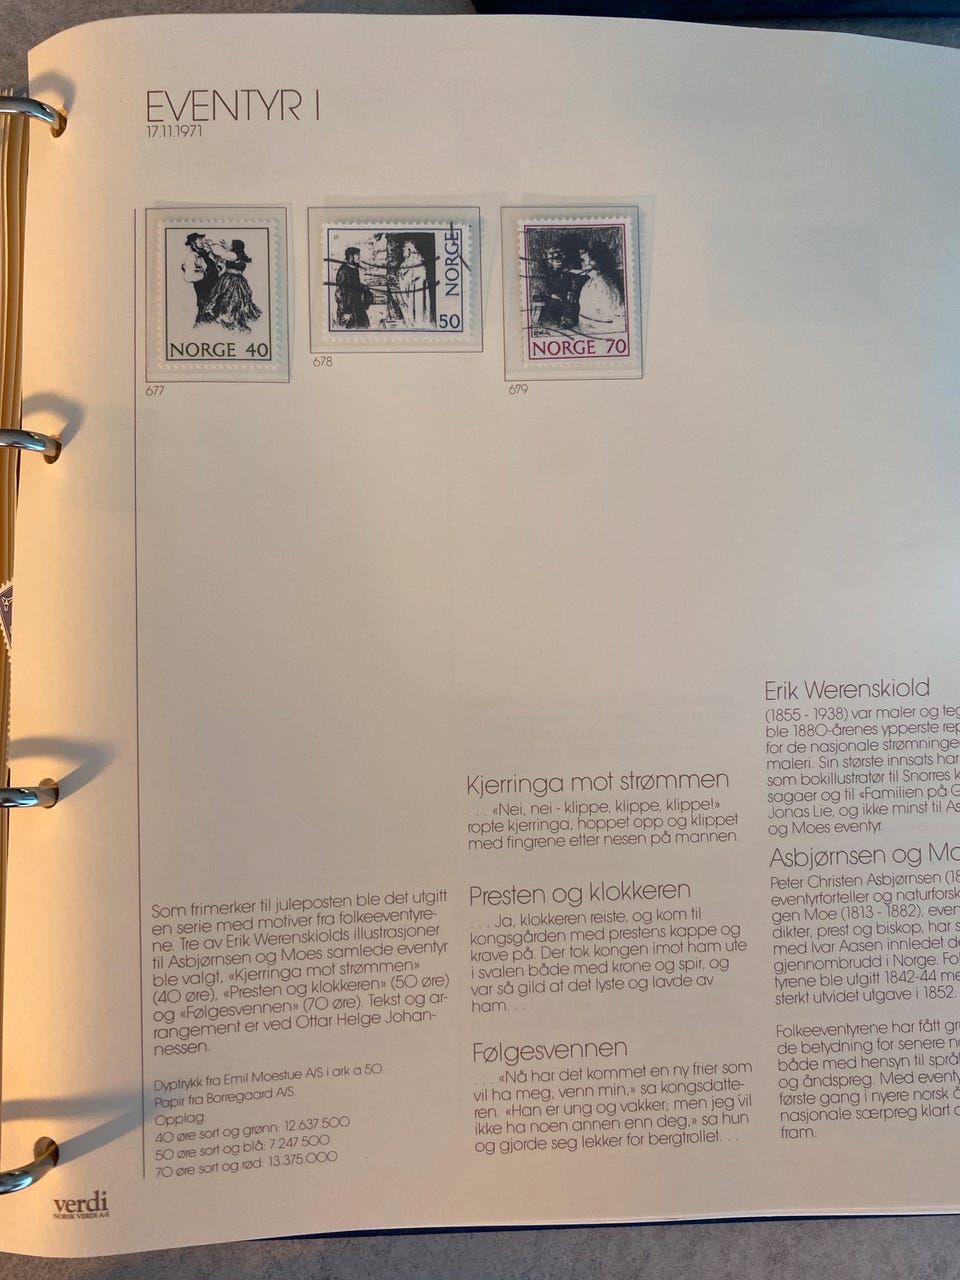 EVENTYR I
17.11.1971
NORGE 40
677
NORGE
50
678
NORGE 70
679
Som frimerker til juleposten ble det utgitt
en serie med motiver fra folkeeventyre-
ne. Tre av Erik Werenskiolds illustrasjoner
til Asbjørnsen og Moes samlede eventyr
ble valgt, «Kjerringa mot strømmen»
(40 øre), «Presten og klokkeren» (50 øre)
og «Følgesvennen» (70 øre). Tekst og ar-
rangement er ved Ottar Helge Johan-
nessen.
Dyptrykk fra Emil Moestue A/S i ark a 50.
Papir fra Borregaard A/S.
Opplag:
40 øre sort og grønn: 12.637.500
50 øre sort og blå: 7.247.500
70 øre sort og rød: 13.375.000
Kjerringa mot strømmen
. . . «Nei, nei - klippe, klippe, klippe!»
ropte kjerringa, hoppet opp og klippet
med fingrene etter nesen på mannen.
Presten og klokkeren
. . . Ja, klokkeren reiste, og kom til
kongsgården med prestens kappe og
krave på. Der tok kongen imot ham ute
i svalen både med krone og spir, og
var så gild at det lyste og lavde av
ham. . .
Følgesvennen
. . . «Nå har det kommet en ny frier som
vil ha meg, venn min,» sa kongsdatte-
ren. «Han er ung og vakker; men jeg vil
ikke ha noen annen enn deg,» sa hun
og gjorde seg lekker for bergtrollet. . .
Erik Werenskiold
(1855 - 1938) var maler og teg
ble 1880-årenes ypperste rep
for de nasjonale strømninge
maleri. Sin største innsats har
som bokillustratør til Snorres k
sagaer og til «Familien på G
Jonas Lie, og ikke minst til As
og Moes eventyr.
Asbjørnsen og Mo
Peter Christen Asbjørnsen (18
eventyrforteller og naturforsk
gen Moe (1813 - 1882), even
dikter, prest og biskop, har s
med Ivar Aasen innledet de
gjennombrudd i Norge. Fol
tyrene ble utgitt 1842-44 me
sterkt utvidet utgave i 1852.
Folkeeventyrene har fått gr
de betydning for senere no
både med hensyn til språk
og åndspreg. Med eventy
første gang i nyere norsk å
nasjonale særpreg klart o
fram.
verdi
NORSK VERDI A-S